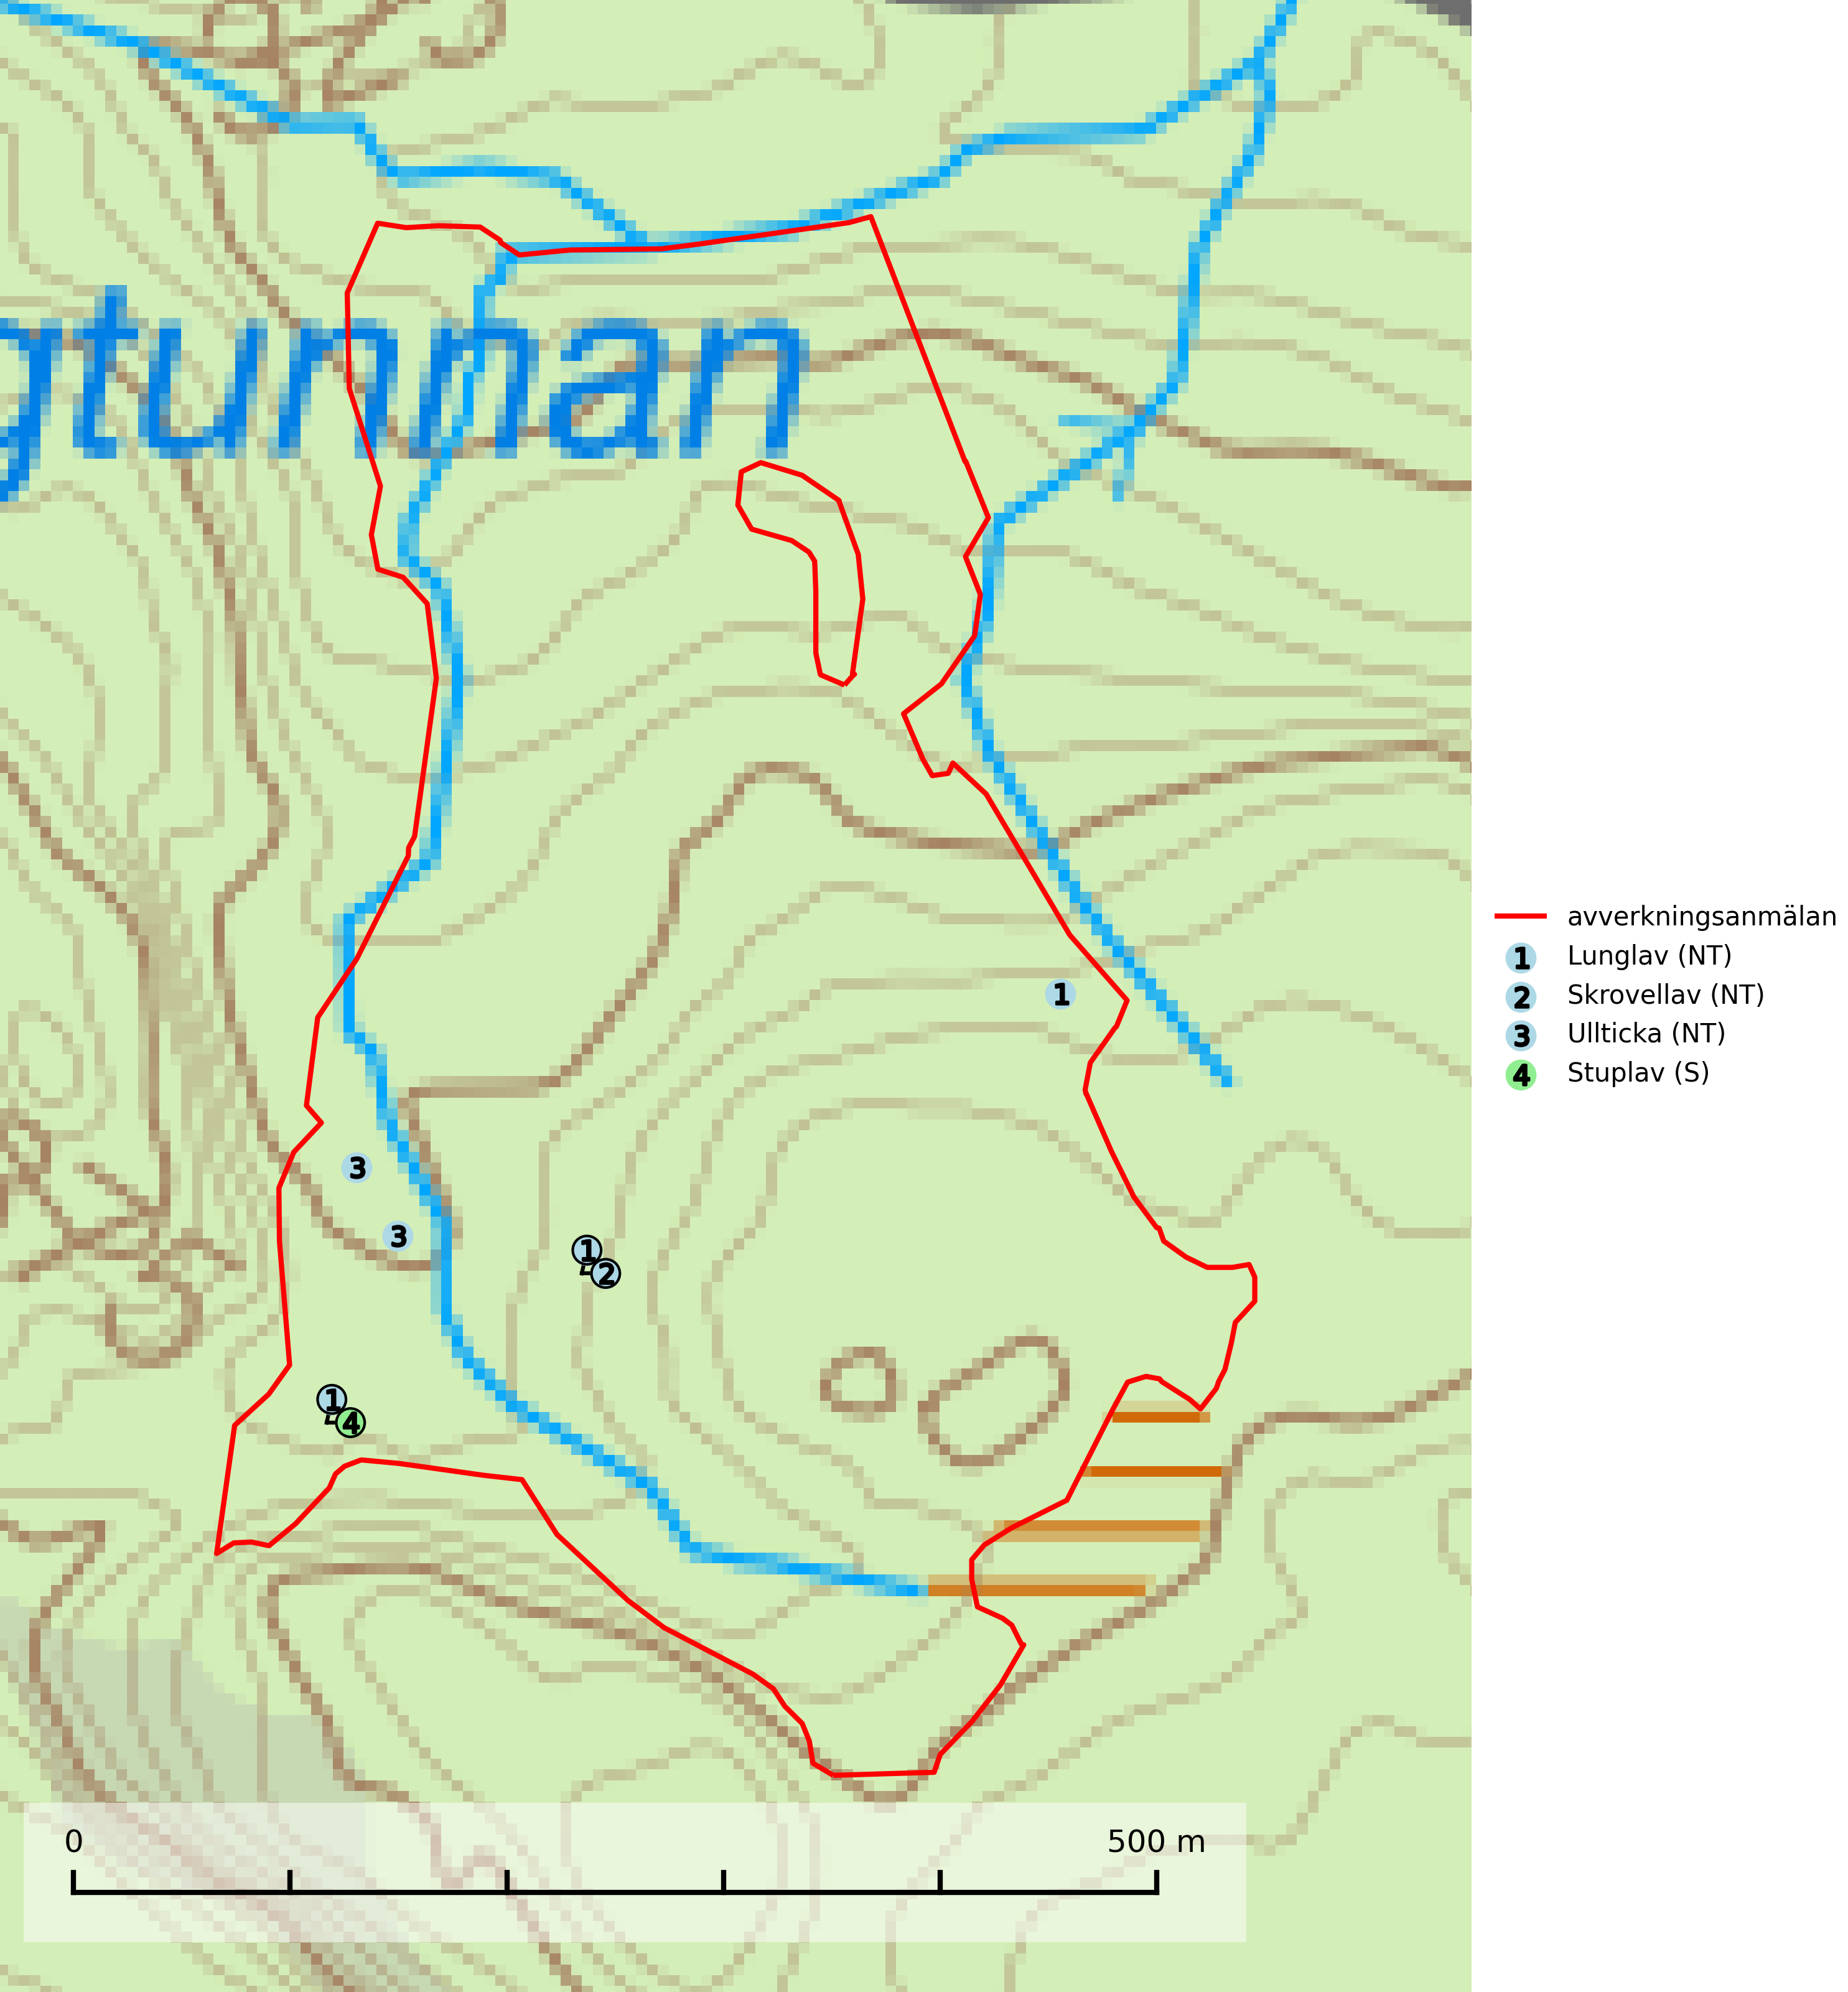 gtunnan
1
3
3
1
2
1
4
0
500 m
avverkningsanmälan
1 Lunglav (NT)
2 Skrovellav (NT)
3 Ullticka (NT)
4 Stuplav (S)